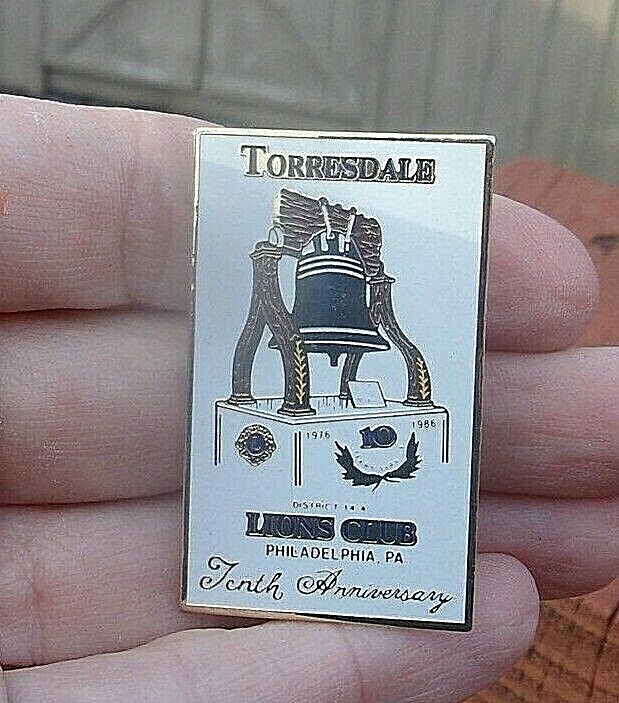 TORRESDALE
1976 10 1986
L
DISTRICT 14-A
LIONS CLUB
PHILADELPHIA, PA
Tenth Anniversary